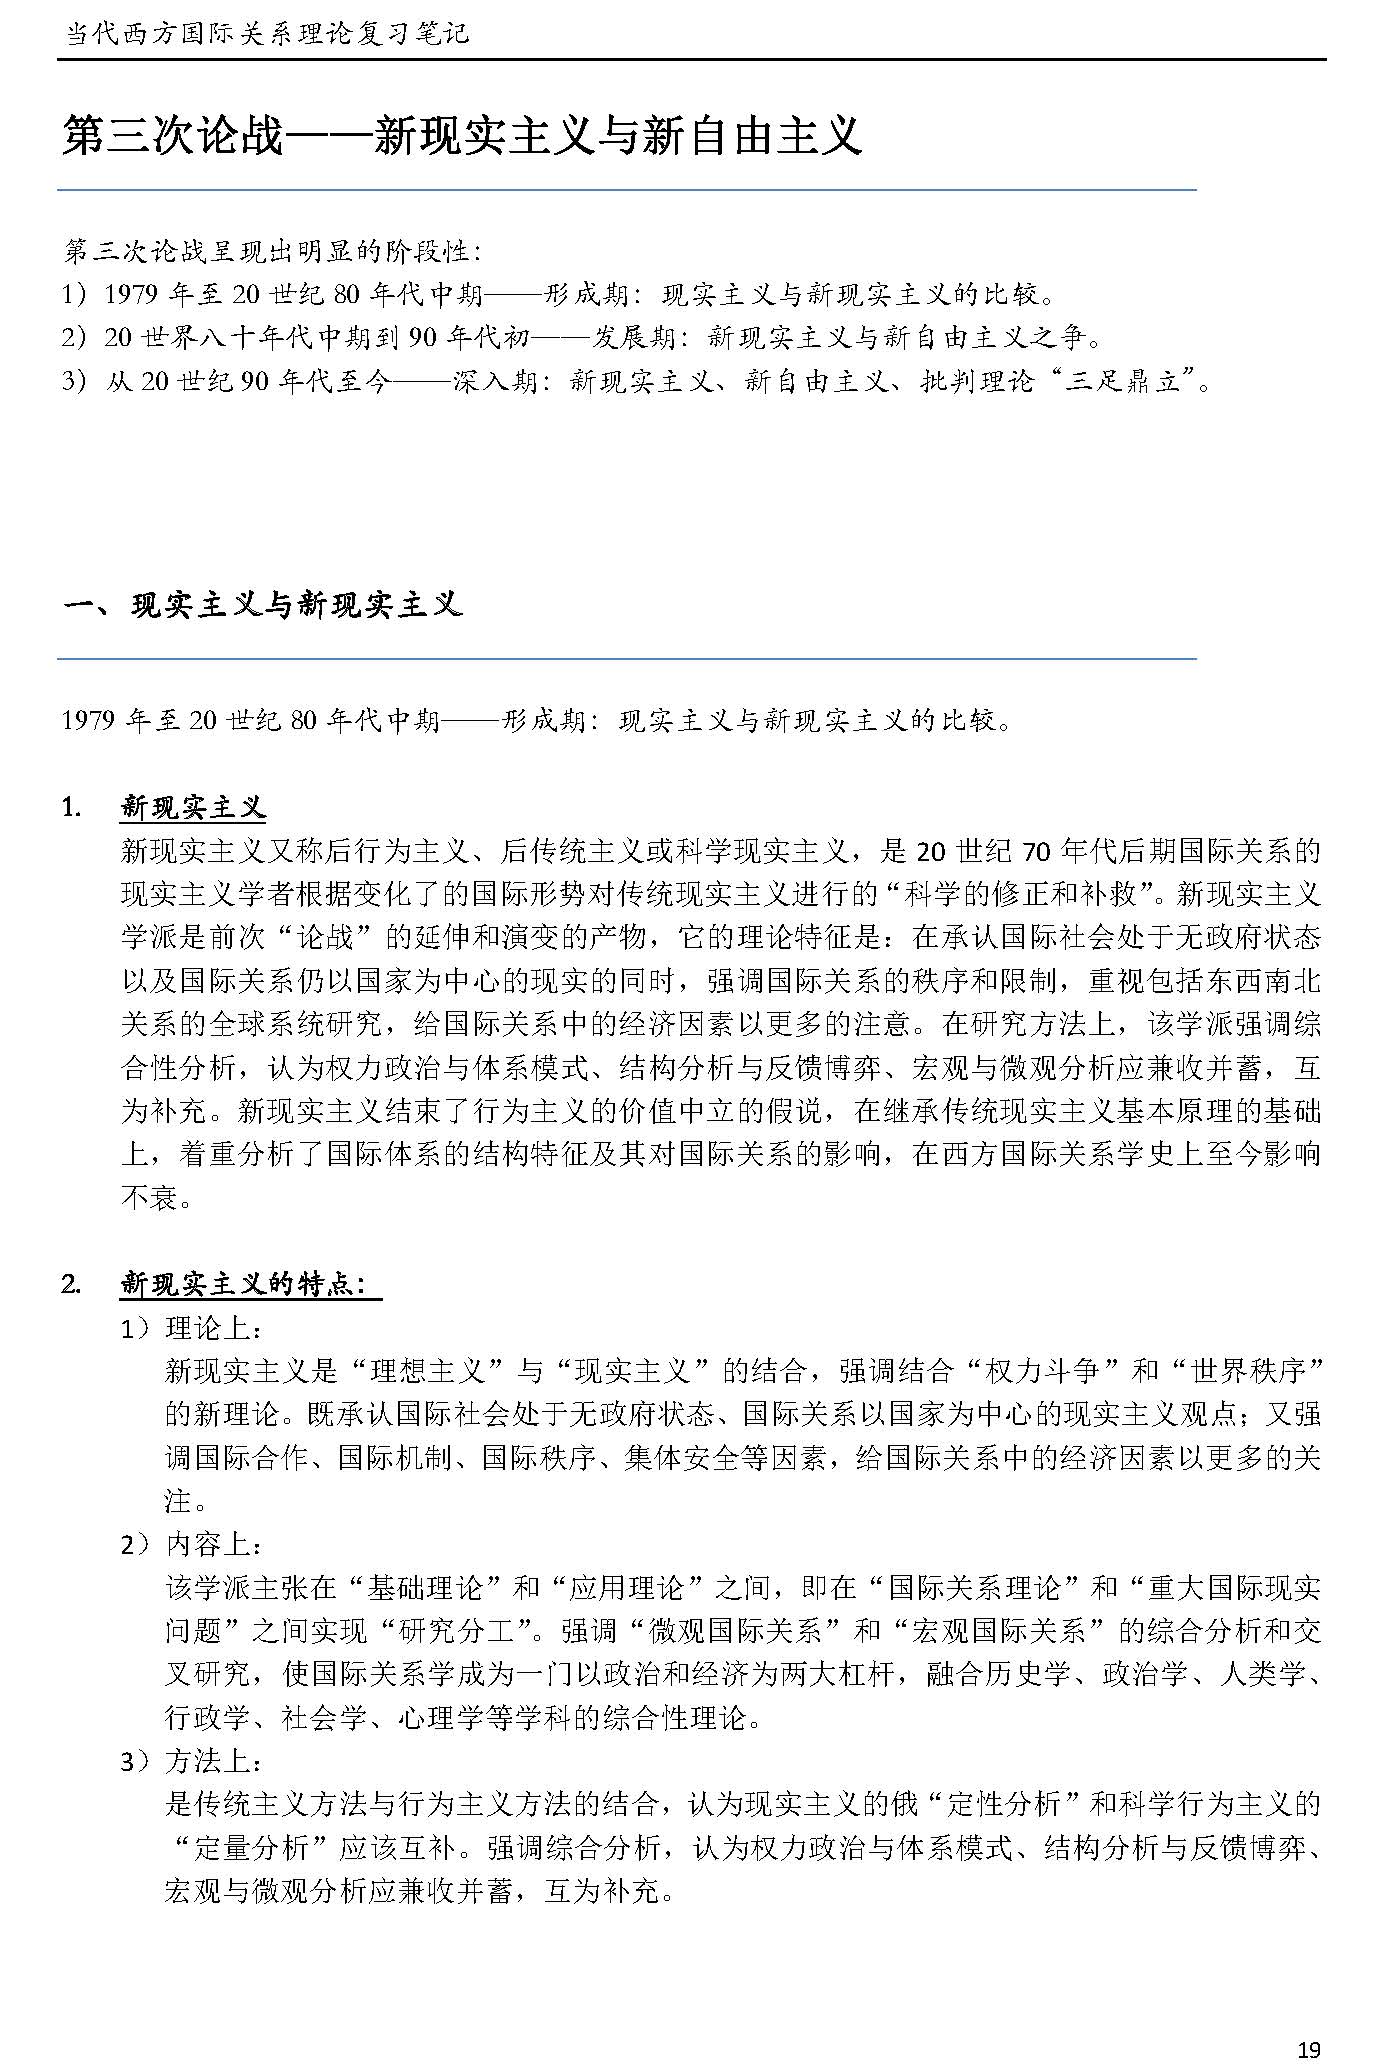 当代西方国际关系理论复习笔记
第三次论战——新现实主义与新自由主义
第三次论战呈现出明显的阶段性：
1）1979 年至 20 世纪 80 年代中期——形成期：现实主义与新现实主义的比较。
2）20 世界八十年代中期到 90 年代初——发展期：新现实主义与新自由主义之争。
3）从 20 世纪 90 年代至今——深入期：新现实主义、新自由主义、批判理论“三足鼎立”。
一、现实主义与新现实主义
1979 年至 20 世纪 80 年代中期——形成期：现实主义与新现实主义的比较。
1. 新现实主义
新现实主义又称后行为主义、后传统主义或科学现实主义，是 20 世纪 70 年代后期国际关系的
现实主义学者根据变化了的国际形势对传统现实主义进行的“科学的修正和补救”。新现实主义
学派是前次“论战”的延伸和演变的产物，它的理论特征是：在承认国际社会处于无政府状态
以及国际关系仍以国家为中心的现实的同时，强调国际关系的秩序和限制，重视包括东西南北
关系的全球系统研究，给国际关系中的经济因素以更多的注意。在研究方法上，该学派强调综
合性分析，认为权力政治与体系模式、结构分析与反馈博弈、宏观与微观分析应兼收并蓄，互
为补充。新现实主义结束了行为主义的价值中立的假说，在继承传统现实主义基本原理的基础
上，着重分析了国际体系的结构特征及其对国际关系的影响，在西方国际关系学史上至今影响
不衰。
2. 新现实主义的特点：
1）理论上：
新现实主义是“理想主义”与“现实主义”的结合，强调结合“权力斗争”和“世界秩序”
的新理论。既承认国际社会处于无政府状态、国际关系以国家为中心的现实主义观点；又强
调国际合作、国际机制、国际秩序、集体安全等因素，给国际关系中的经济因素以更多的关
注。
2）内容上：
该学派主张在“基础理论”和“应用理论”之间，即在“国际关系理论”和“重大国际现实
问题”之间实现“研究分工”。强调“微观国际关系”和“宏观国际关系”的综合分析和交
叉研究，使国际关系学成为一门以政治和经济为两大杠杆，融合历史学、政治学、人类学、
行政学、社会学、心理学等学科的综合性理论。
3）方法上：
是传统主义方法与行为主义方法的结合，认为现实主义的俄“定性分析”和科学行为主义的
“定量分析”应该互补。强调综合分析，认为权力政治与体系模式、结构分析与反馈博弈、
宏观与微观分析应兼收并蓄，互为补充。
19